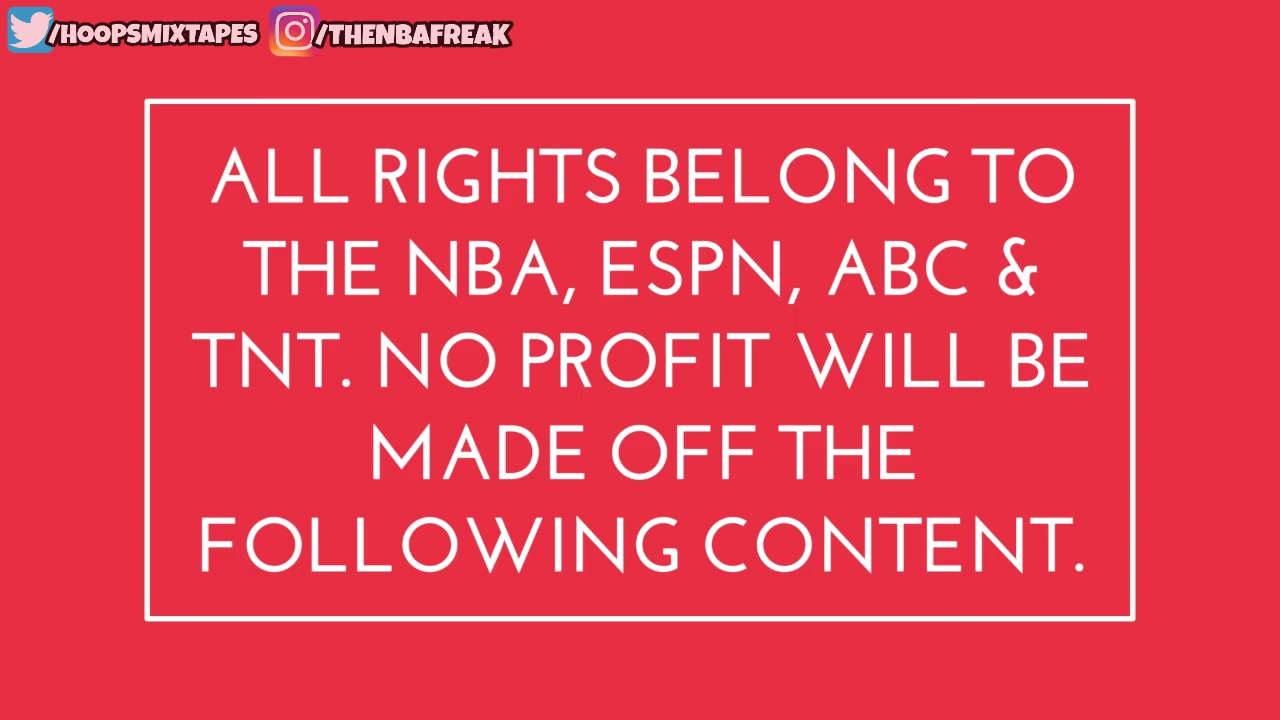 /HOOPSMIXTAPES /THENBAFREAK
ALL RIGHTS BELONG TO
THE NBA, ESPN, ABC &
TNT. NO PROFIT WILL BE
MADE OFF THE
FOLLOWING CONTENT.